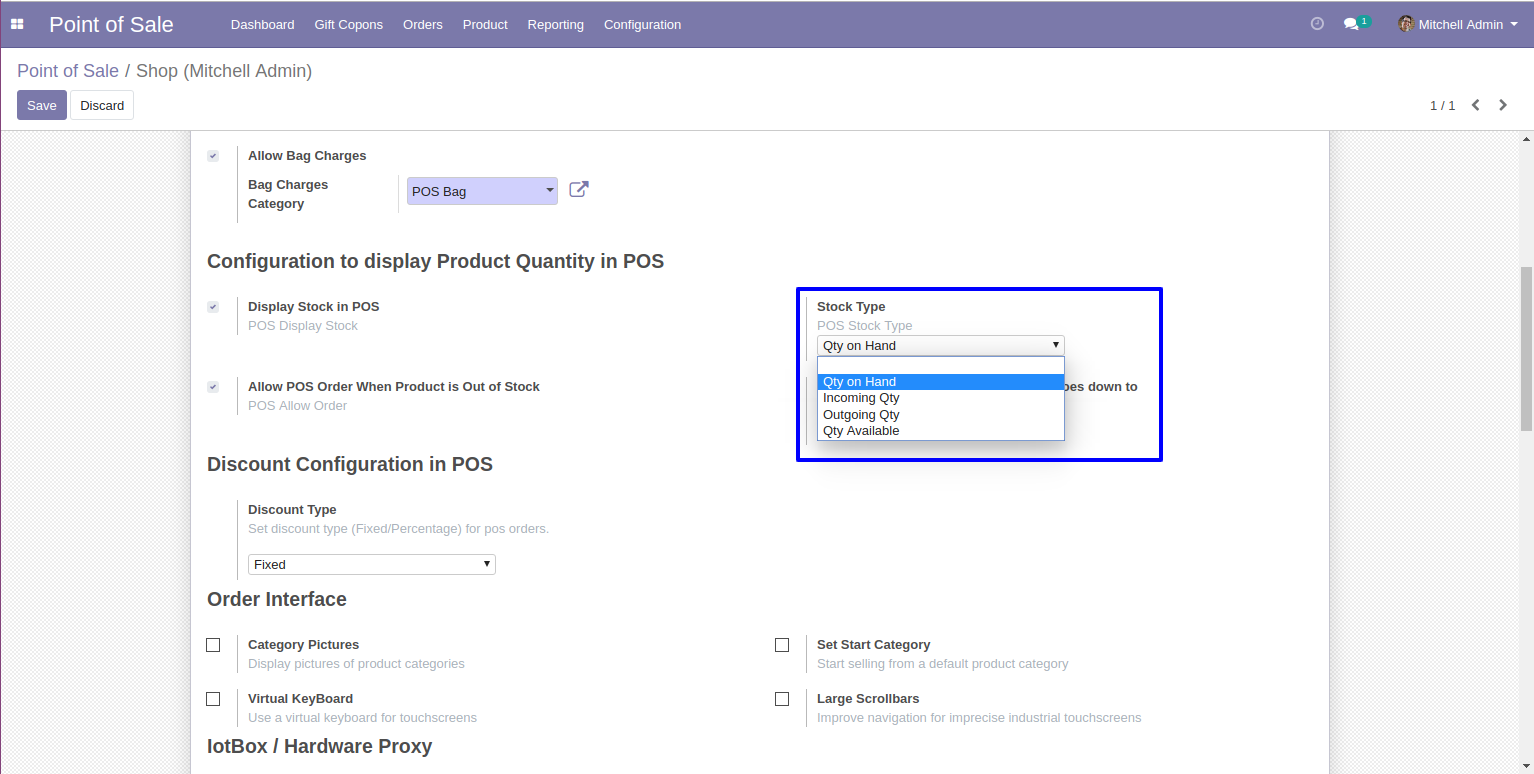 Point of Sale Dashboard Gift Copons Orders Product Reporting Configuration 1 Mitchell Admin
Point of Sale / Shop (Mitchell Admin)
Save Discard 1 / 1
Allow Bag Charges
Bag Charges
Category
POS Bag
Configuration to display Product Quantity in POS
Display Stock in POS
POS Display Stock
Stock Type
POS Stock Type
Qty on Hand
Qty on Hand
Incoming Qty
Outgoing Qty
Qty Available
Allow POS Order When Product is Out of Stock
POS Allow Order
down to
Discount Configuration in POS
Discount Type
Set discount type (Fixed/Percentage) for pos orders.
Fixed
Order Interface
Category Pictures
Display pictures of product categories
Set Start Category
Start selling from a default product category
Virtual KeyBoard
Use a virtual keyboard for touchscreens
Large Scrollbars
Improve navigation for imprecise industrial touchscreens
IotBox / Hardware Proxy